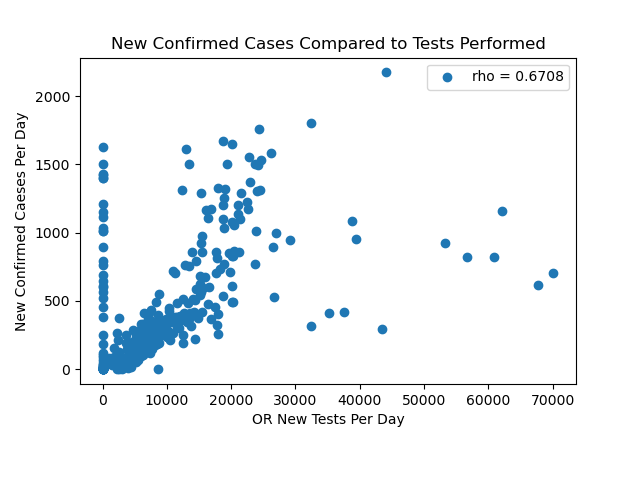 New Confirmed Cases Compared to Tests Performed
rho = 0.6708
New Confirmed Caeses Per Day
2000
1500
1000
500
0
0 10000 20000 30000 40000 50000 60000 70000
OR New Tests Per Day